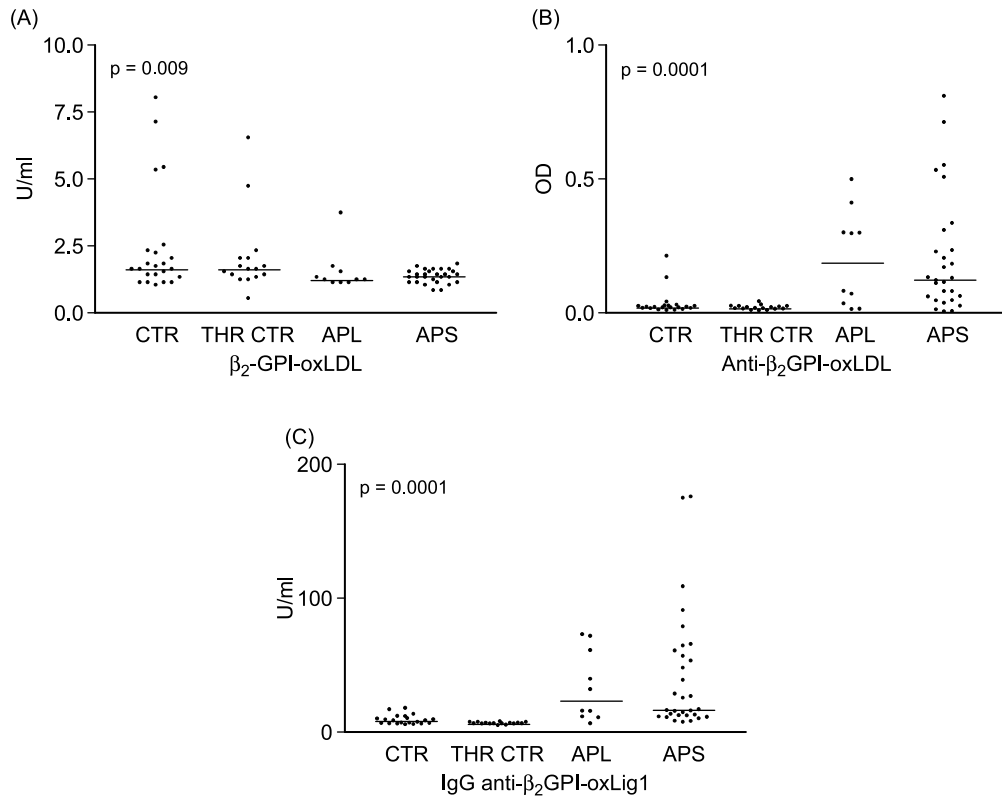 (A)
10.0
p = 0.009
7.5
U/ml
5.0
2.5
0.0
CTR THR CTR APL APS
β₂-GPI-oxLDL
(B)
1.0
p = 0.0001
OD
0.5
0.0
CTR THR CTR APL APS
Anti-β₂GPI-oxLDL
(C)
200
p = 0.0001
U/ml
100
0
CTR THR CTR APL APS
IgG anti-β₂GPI-oxLig1